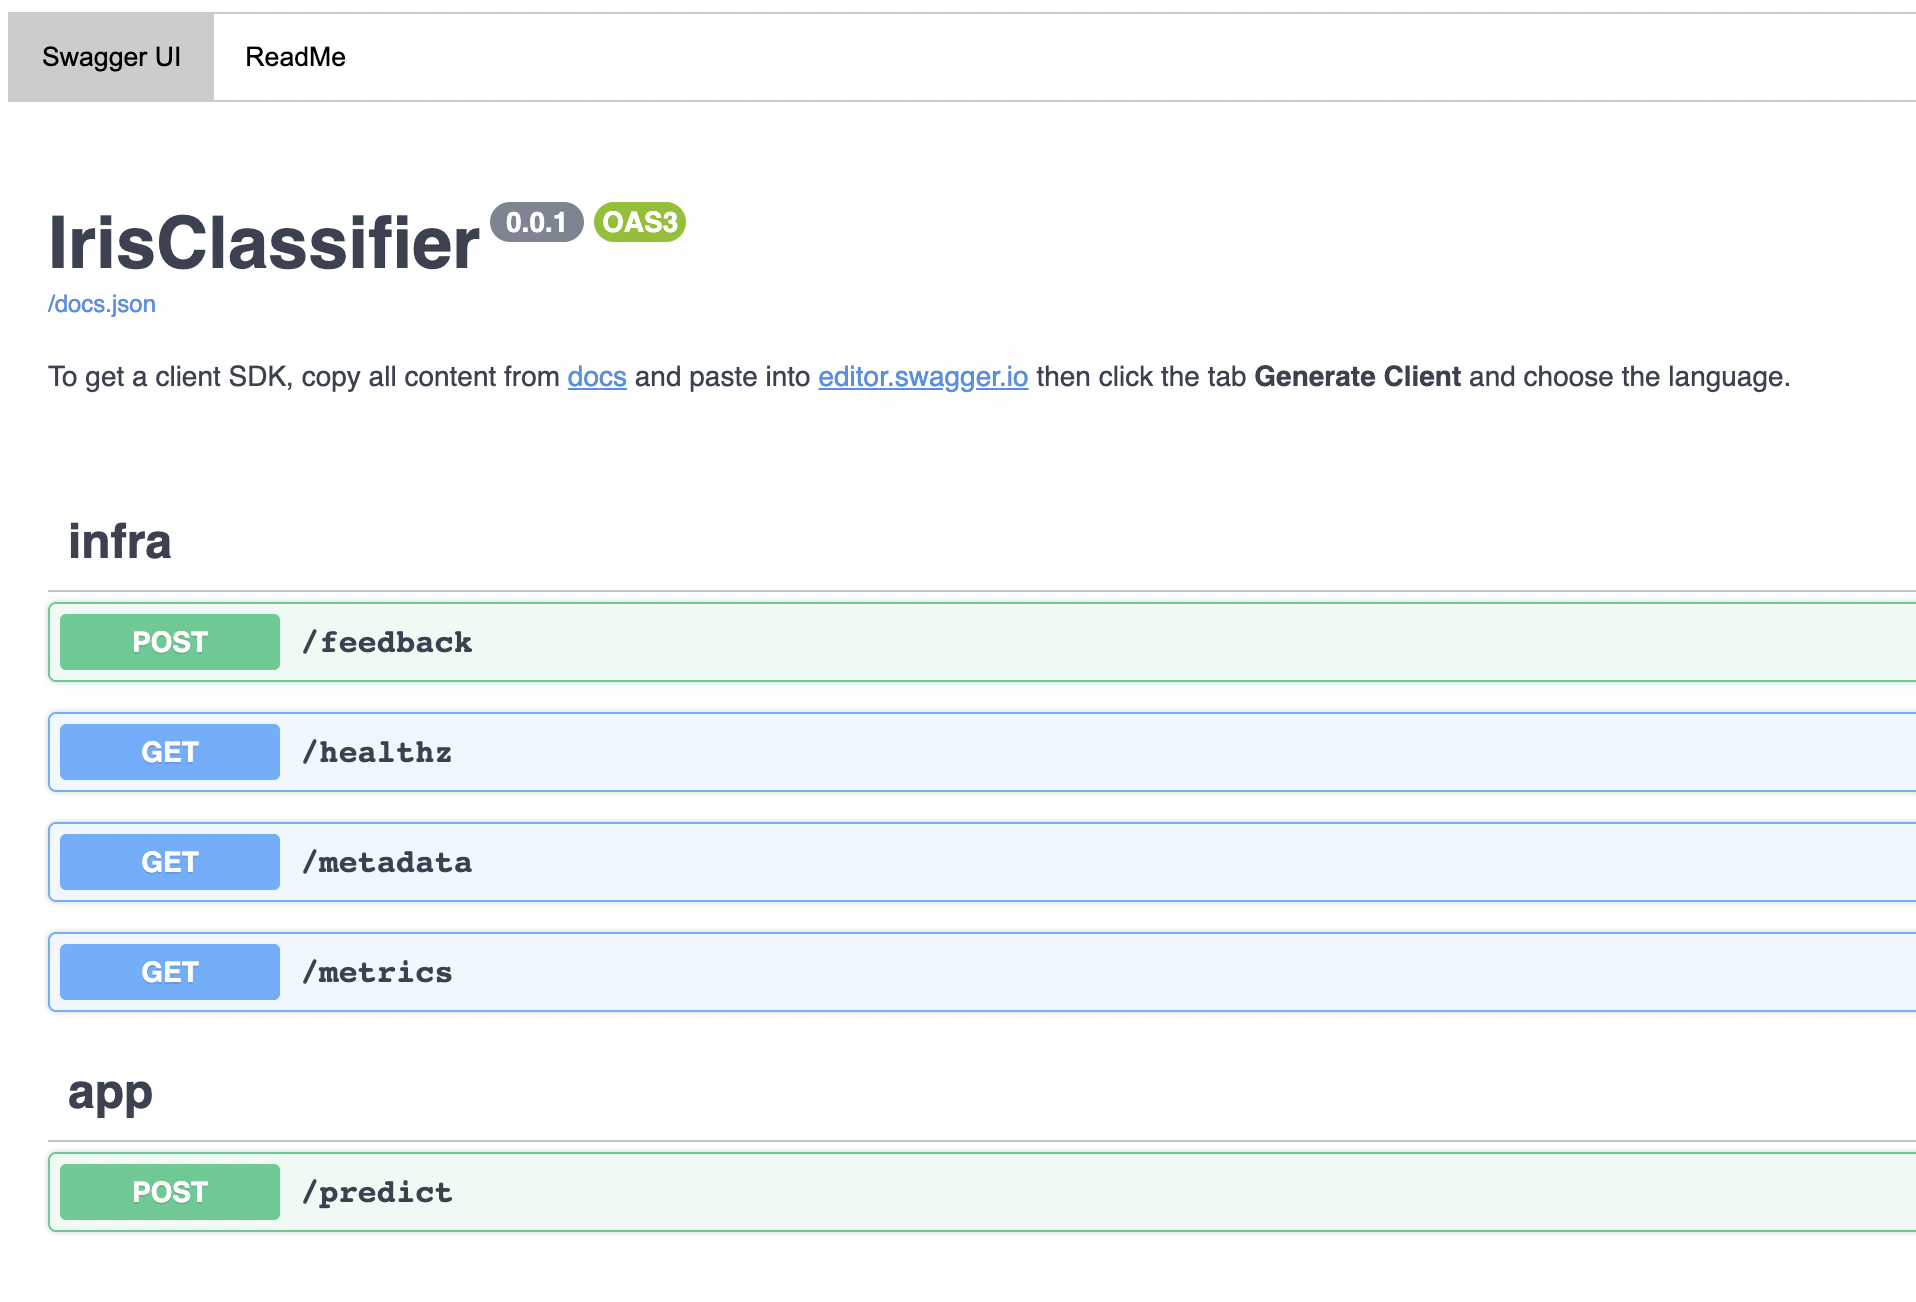 Swagger UI ReadMe
IrisClassifier 0.0.1 OAS3
/docs.json
To get a client SDK, copy all content from docs and paste into editor.swagger.io then click the tab Generate Client and choose the language.
infra
POST /feedback
GET /healthz
GET /metadata
GET /metrics
app
POST /predict